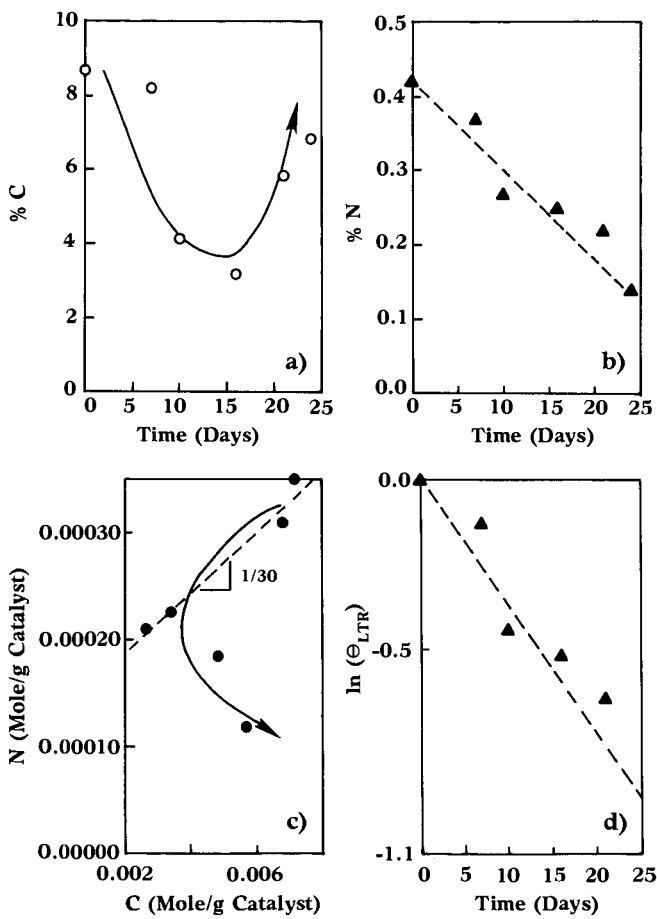 10
8
6
4
2
0
% C
a)
0 5 10 15 20 25
Time (Days)
0.5
0.4
0.3
0.2
0.1
0.0
% N
b)
0 5 10 15 20 25
Time (Days)
0.00030
0.00020
0.00010
0.00000
N (Mole/g Catalyst)
1/30
c)
0.002 0.006
C (Mole/g Catalyst)
0.0
-0.5
-1.1
ln (ΘLTR)
d)
0 5 10 15 20 25
Time (Days)